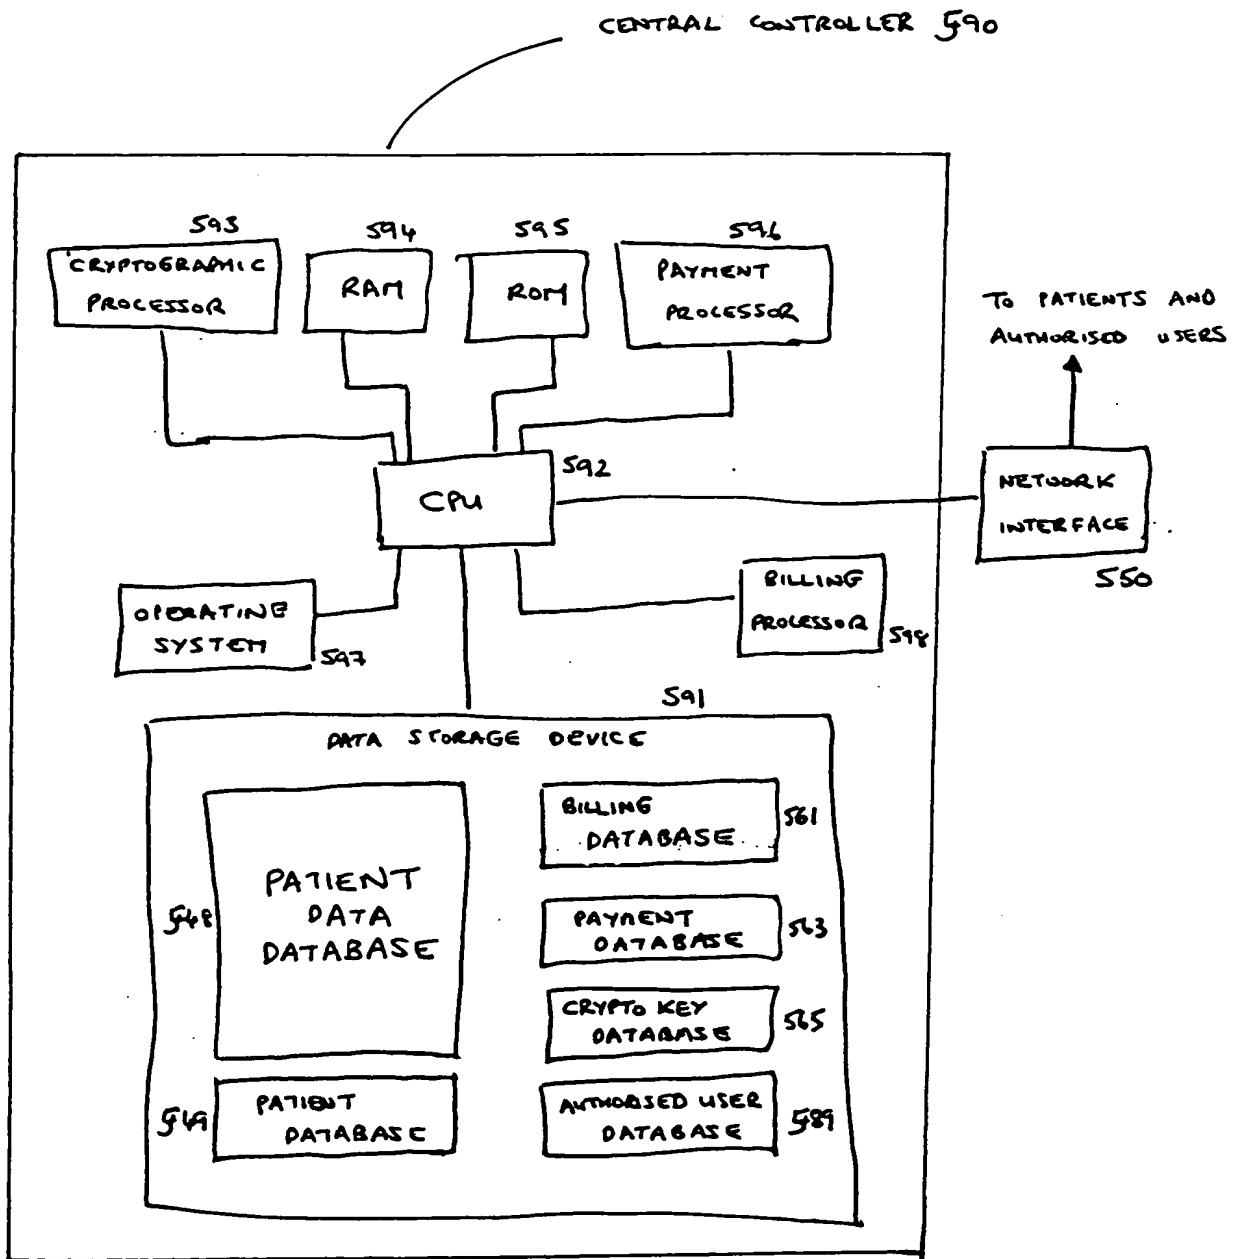 CENTRAL CONTROLLER 590
593
594
595
596
CRYPTOGRAPHIC
PROCESSOR
RAM
ROM
PAYMENT
PROCESSOR
TO PATIENTS AND
AUTHORISED USERS
592
CPU
NETWORK
INTERFACE
550
OPERATING
SYSTEM
597
BILLING
PROCESSOR
598
591
DATA STORAGE DEVICE
PATIENT
DATA
DATABASE
548
BILLING
DATABASE
561
PAYMENT
DATABASE
563
CRYPTO KEY
DATABASE
565
549
PATIENT
DATABASE
AUTHORISED USER
DATABASE
589